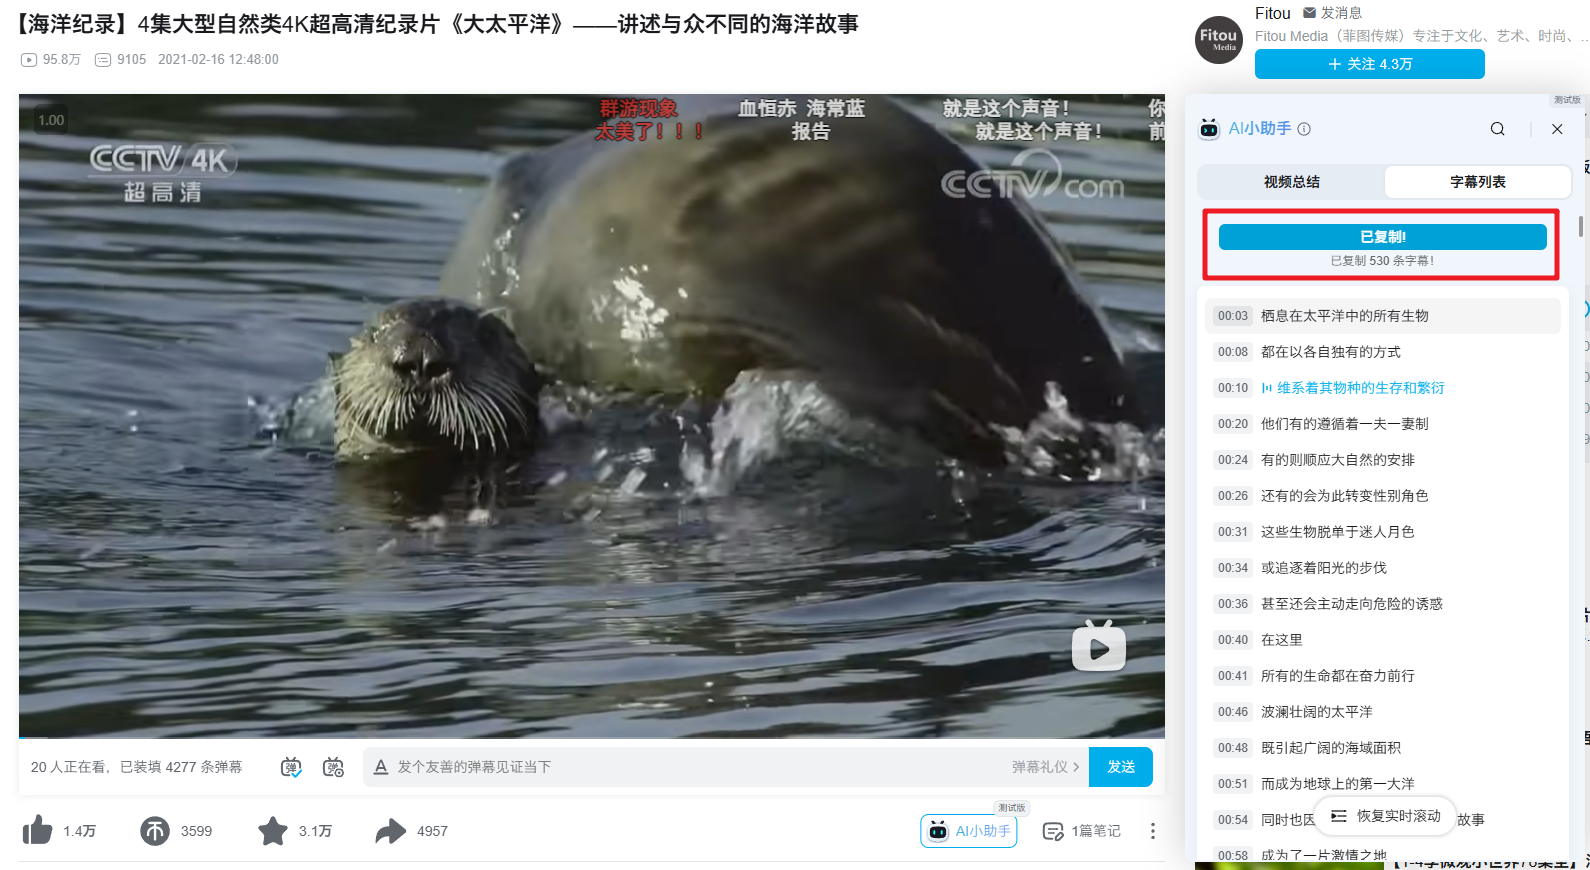 【海洋纪录】4集大型自然类4K超高清纪录片《大太平洋》——讲述与众不同的海洋故事
95.8万 9105 2021-02-16 12:48:00
Fitou 发消息
Fitou Media（菲图传媒）专注于文化、艺术、时尚、…
+ 关注 4.3万
Fitou
Media
1.00
CCTV 4K
超高清
群游现象
太美了！！！
血恒赤 海常蓝
报告
就是这个声音！
就是这个声音！
你
前
CCTV.com
测试版
AI小助手
视频总结 字幕列表
已复制!
已复制 530 条字幕!
00:03 栖息在太平洋中的所有生物
00:08 都在以各自独有的方式
00:10 维系着其物种的生存和繁衍
00:20 他们有的遵循着一夫一妻制
00:24 有的则顺应大自然的安排
00:26 还有的会为此转变性别角色
00:31 这些生物脱单于迷人月色
00:34 或追逐着阳光的步伐
00:36 甚至还会主动走向危险的诱惑
00:40 在这里
00:41 所有的生命都在奋力前行
00:46 波澜壮阔的太平洋
00:48 既引起广阔的海域面积
00:51 而成为地球上的第一大洋
00:54 同时也因 故事
恢复实时滚动
00:58 成为了一片激情之地
20 人正在看，已装填 4277 条弹幕
弹 弹
A 发个友善的弹幕见证当下
弹幕礼仪 >
发送
1.4万 3599 3.1万 4957
测试版
AI小助手
1篇笔记